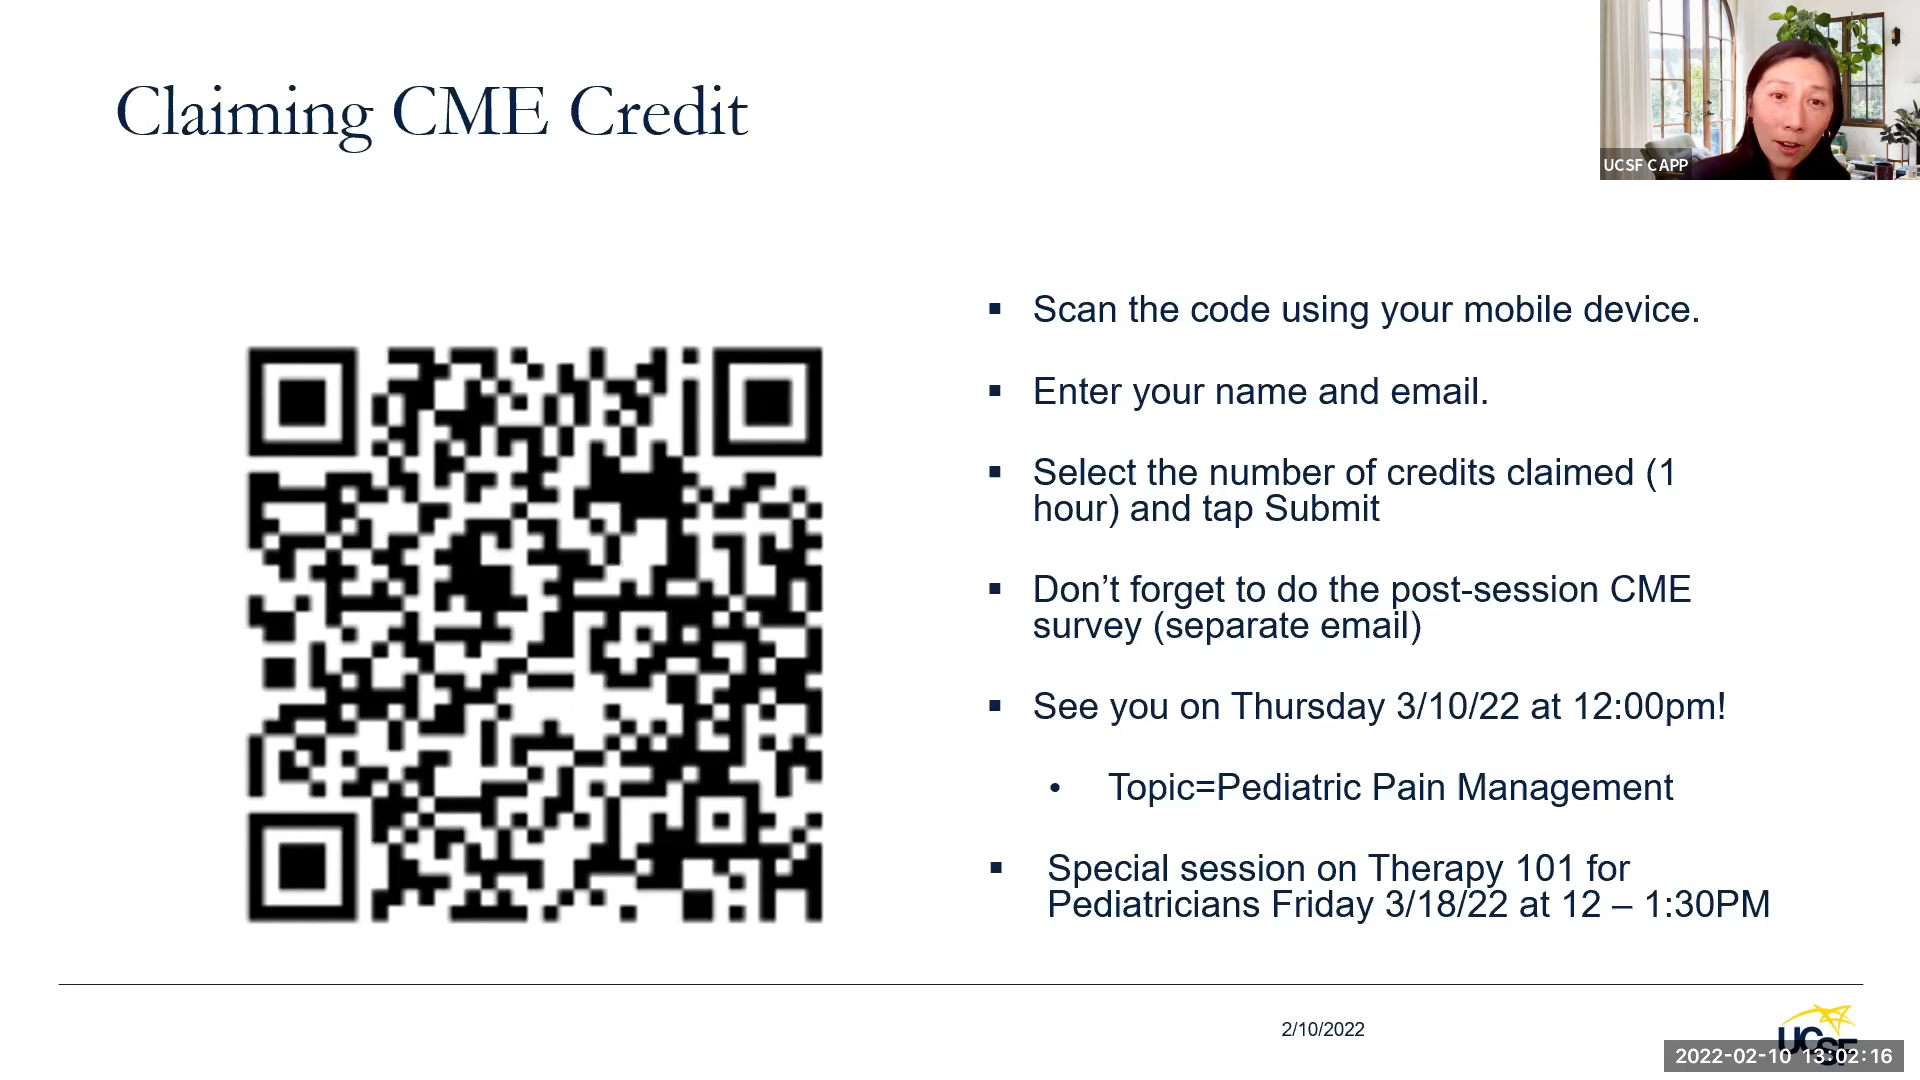 Claiming CME Credit
UCSF CAPP
▪ Scan the code using your mobile device.
▪ Enter your name and email.
▪ Select the number of credits claimed (1
hour) and tap Submit
▪ Don’t forget to do the post-session CME
survey (separate email)
▪ See you on Thursday 3/10/22 at 12:00pm!
• Topic=Pediatric Pain Management
▪ Special session on Therapy 101 for
Pediatricians Friday 3/18/22 at 12 – 1:30PM
2/10/2022
UCSF
2022-02-10 13:02:16